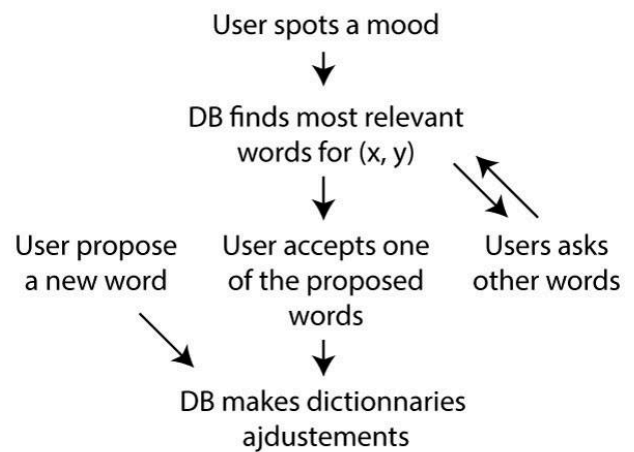 User spots a mood
DB finds most relevant
words for (x, y)
User propose
a new word
User accepts one
of the proposed
words
Users asks
other words
DB makes dictionnaries
ajdustements